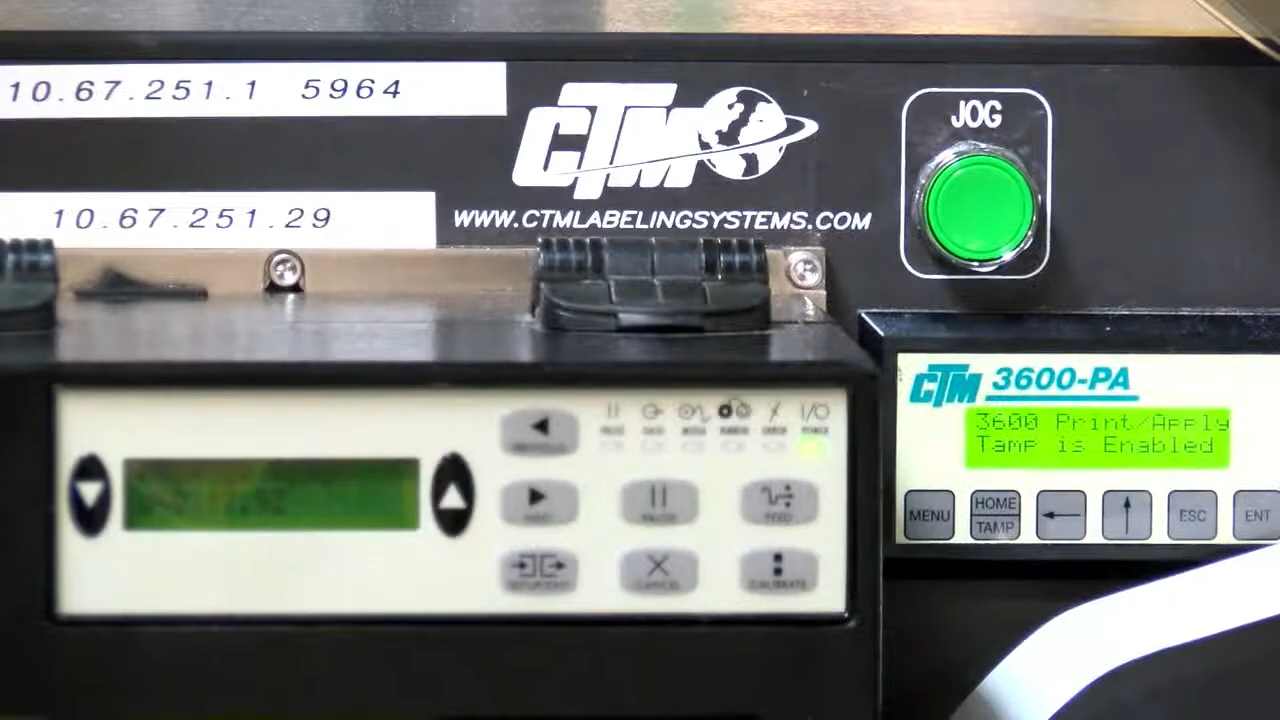 10.67.251.1 5964
CTM
JOG
10.67.251.29
WWW.CTMLABELINGSYSTEMS.COM
CTM 3600-PA
3600 Print/Apply
Tamp is Enabled
MENU
HOME
TAMP
ESC
ENT
I/O
PAUSE
FEED
CANCEL
CALIBRATE